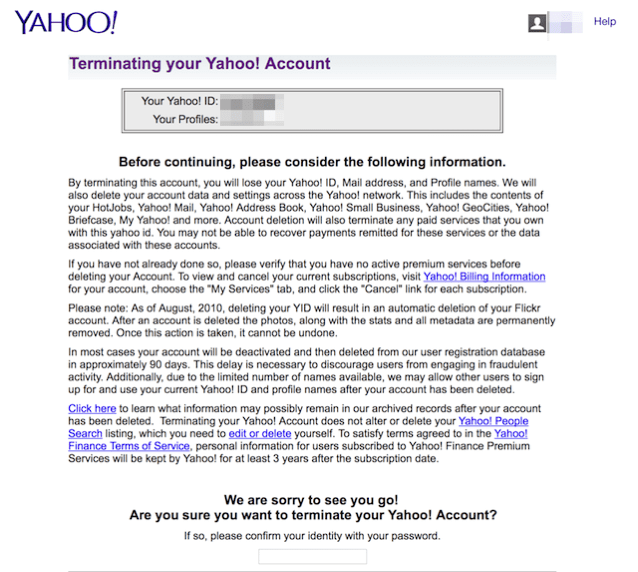 YAHOO!
Help
Terminating your Yahoo! Account
Your Yahoo! ID:
Your Profiles:
Before continuing, please consider the following information.
By terminating this account, you will lose your Yahoo! ID, Mail address, and Profile names. We will
also delete your account data and settings across the Yahoo! network. This includes the contents of
your HotJobs, Yahoo! Mail, Yahoo! Address Book, Yahoo! Small Business, Yahoo! GeoCities, Yahoo!
Briefcase, My Yahoo! and more. Account deletion will also terminate any paid services that you own
with this yahoo id. You may not be able to recover payments remitted for these services or the data
associated with these accounts.
If you have not already done so, please verify that you have no active premium services before
deleting your Account. To view and cancel your current subscriptions, visit Yahoo! Billing Information
for your account, choose the "My Services" tab, and click the "Cancel" link for each subscription.
Please note: As of August, 2010, deleting your YID will result in an automatic deletion of your Flickr
account. After an account is deleted the photos, along with the stats and all metadata are permanently
removed. Once this action is taken, it cannot be undone.
In most cases your account will be deactivated and then deleted from our user registration database
in approximately 90 days. This delay is necessary to discourage users from engaging in fraudulent
activity. Additionally, due to the limited number of names available, we may allow other users to sign
up for and use your current Yahoo! ID and profile names after your account has been deleted.
Click here to learn what information may possibly remain in our archived records after your account
has been deleted. Terminating your Yahoo! Account does not alter or delete your Yahoo! People
Search listing, which you need to edit or delete yourself. To satisfy terms agreed to in the Yahoo!
Finance Terms of Service, personal information for users subscribed to Yahoo! Finance Premium
Services will be kept by Yahoo! for at least 3 years after the subscription date.
We are sorry to see you go!
Are you sure you want to terminate your Yahoo! Account?
If so, please confirm your identity with your password.